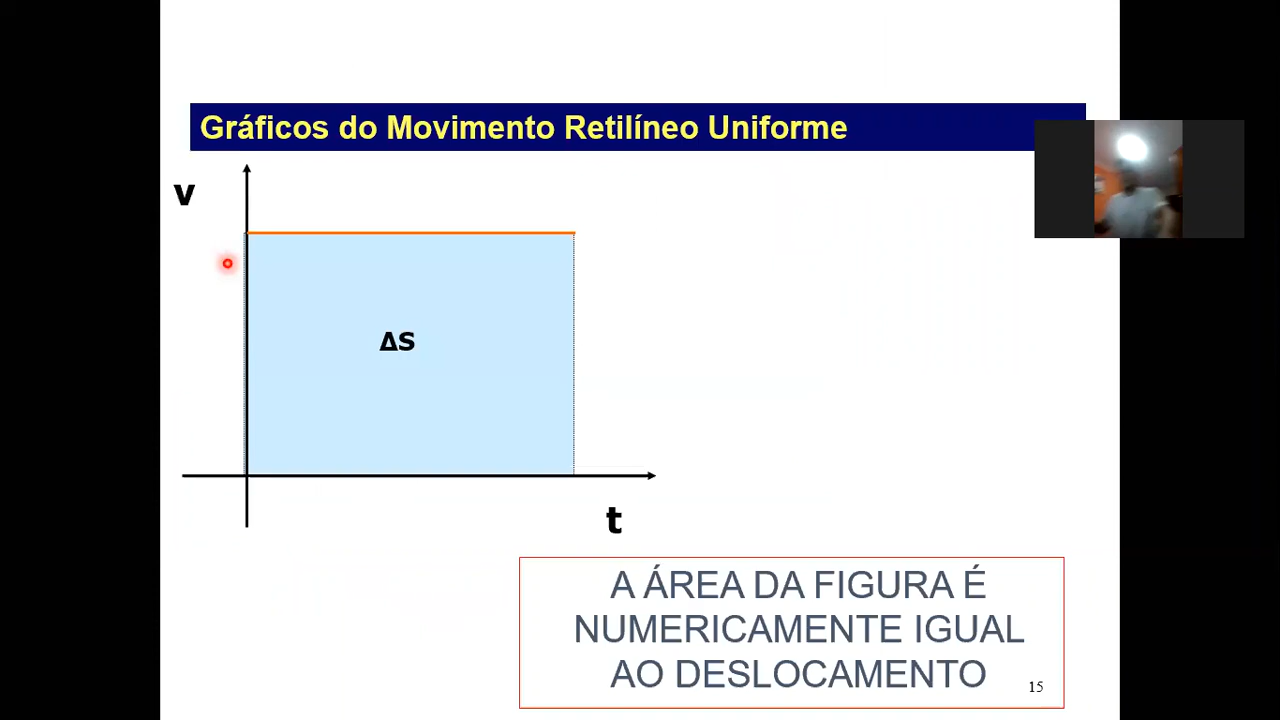 Gráficos do Movimento Retilíneo Uniforme
v
ΔS
t
A ÁREA DA FIGURA É
NUMERICAMENTE IGUAL
AO DESLOCAMENTO
15